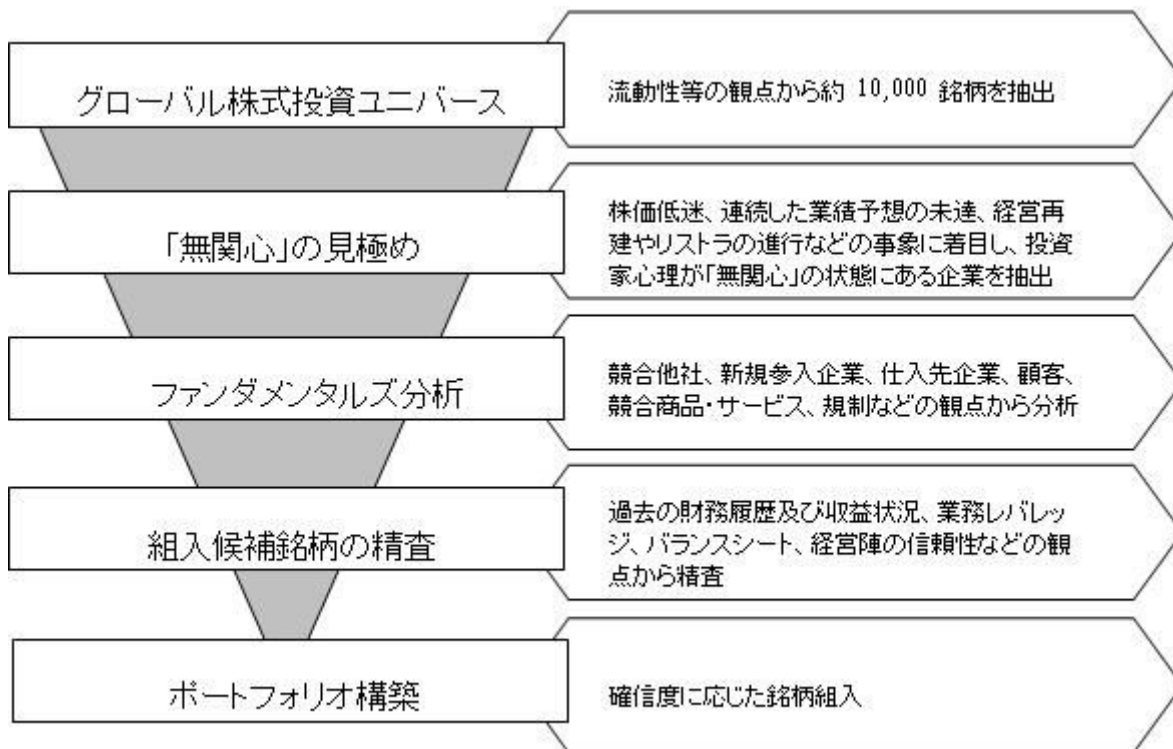 グローバル株式投資ユニバース
流動性等の観点から約 10,000 銘柄を抽出
「無関心」の見極め
株価低迷、連続した業績予想の未達、経営再
建やリストラの進行などの事象に着目し、投資
家心理が「無関心」の状態にある企業を抽出
ファンダメンタルズ分析
競合他社、新規参入企業、仕入先企業、顧客、
競合商品・サービス、規制などの観点から分析
組入候補銘柄の精査
過去の財務履歴及び収益状況、業務レバレッ
ジ、バランスシート、経営陣の信頼性などの観
点から精査
ポートフォリオ構築
確信度に応じた銘柄組入